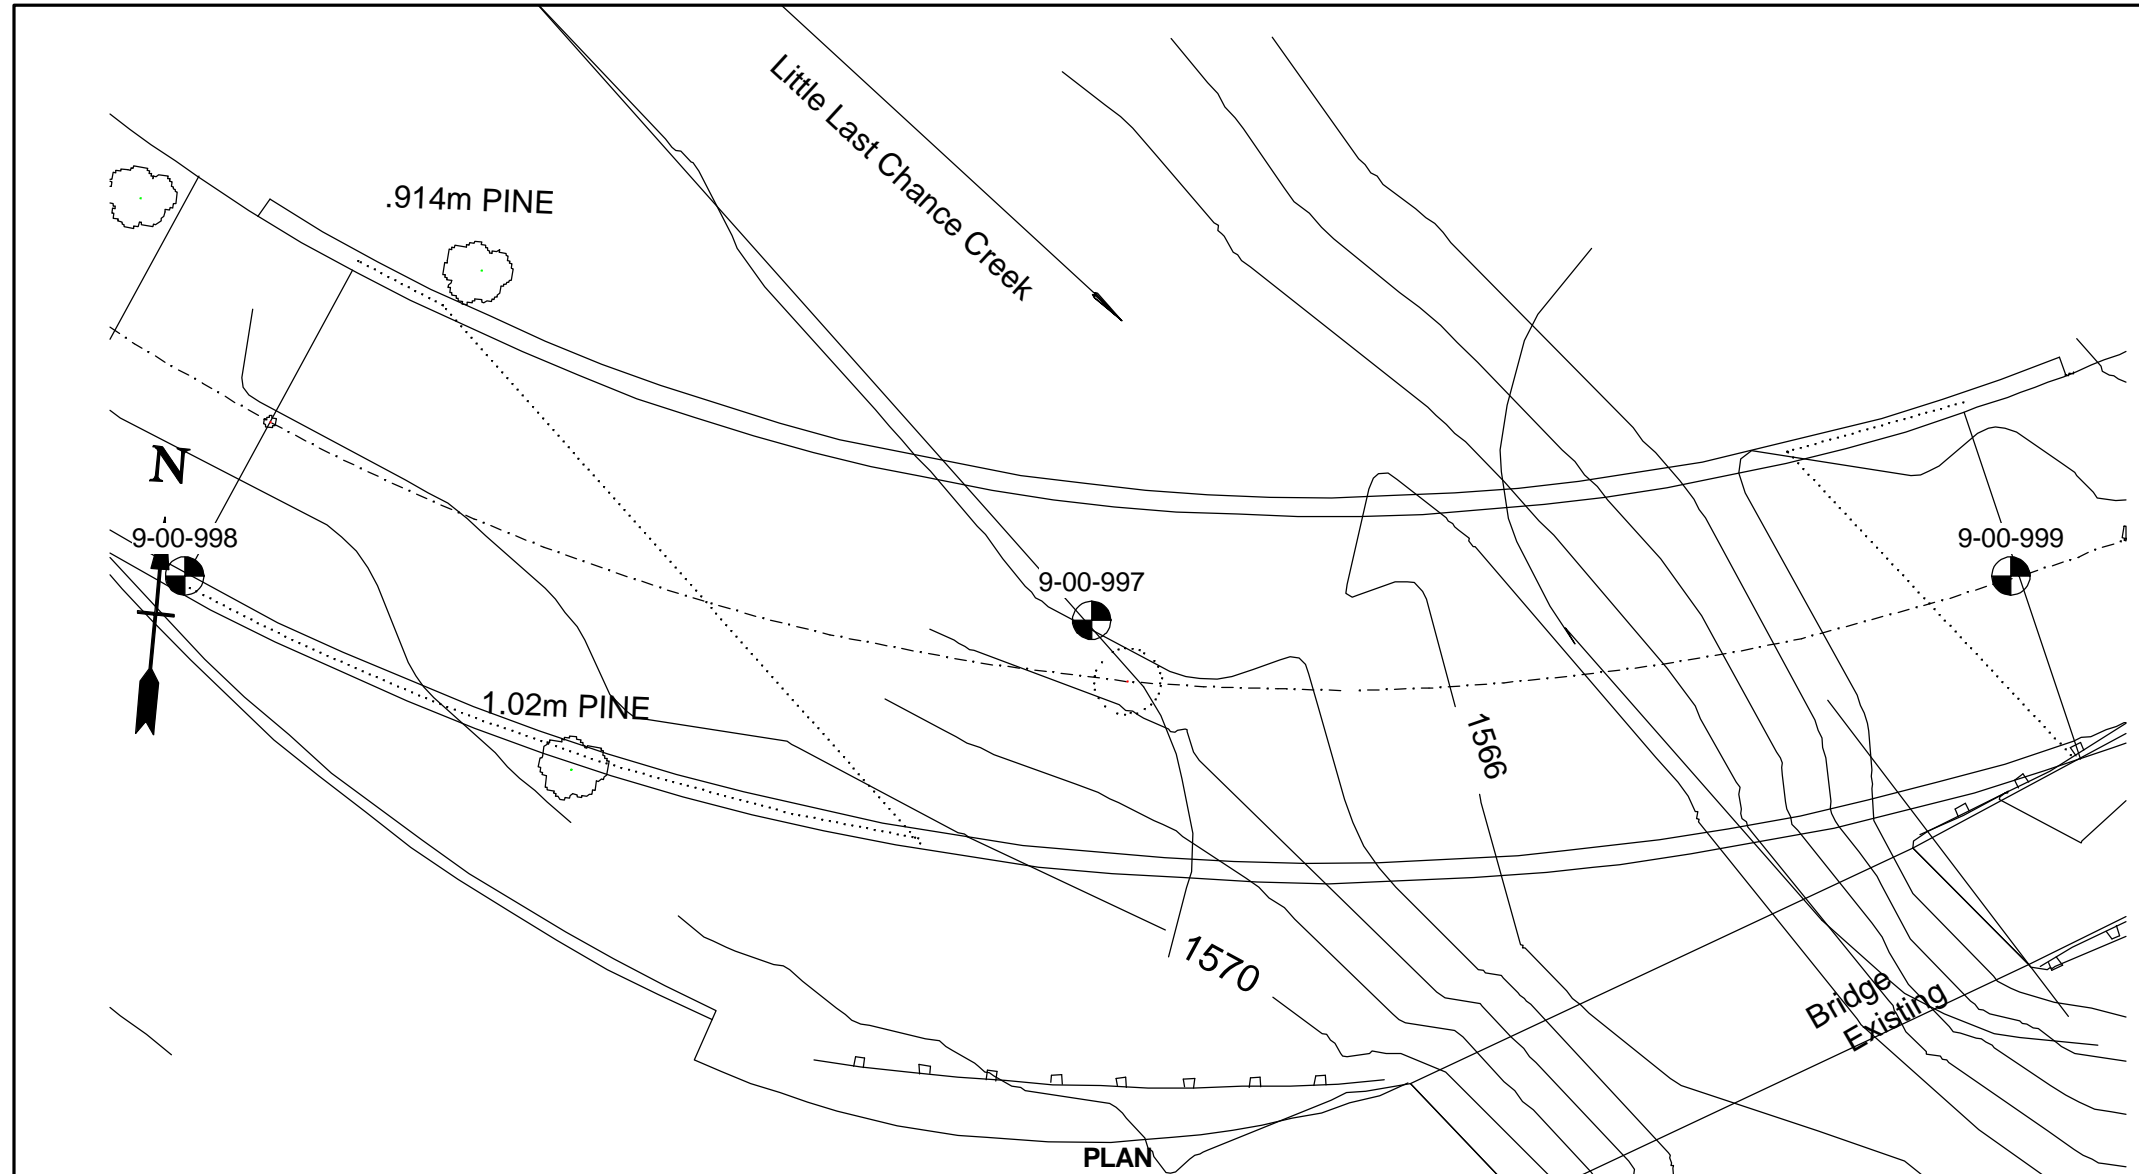 Little Last Chance Creek
.914m PINE
N
9-00-998
9-00-997
9-00-999
1.02m PINE
1566
1570
Bridge
Existing
PLAN